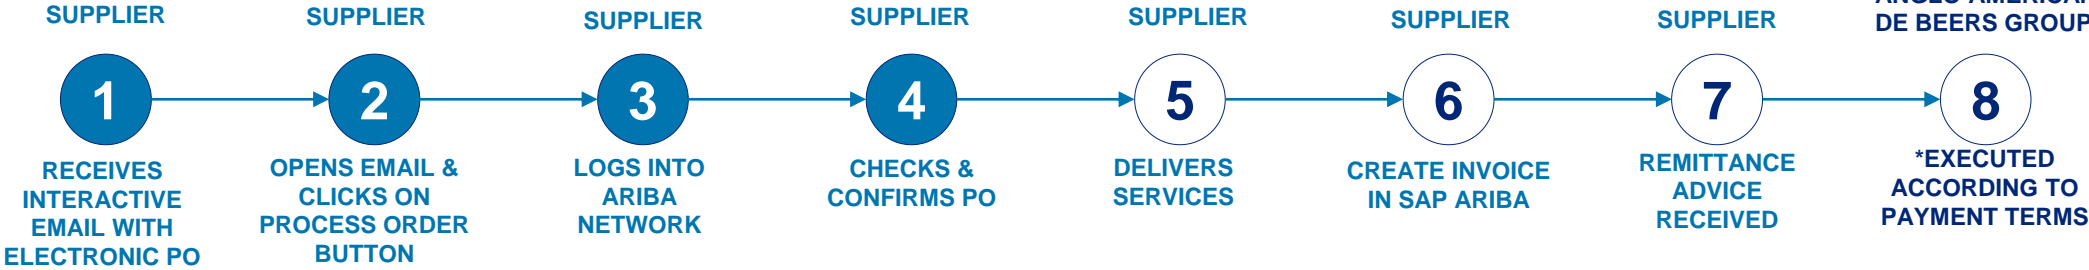 SUPPLIER
1
RECEIVES
INTERACTIVE
EMAIL WITH
ELECTRONIC PO
SUPPLIER
2
OPENS EMAIL &
CLICKS ON
PROCESS ORDER
BUTTON
SUPPLIER
3
LOGS INTO
ARIBA
NETWORK
SUPPLIER
4
CHECKS &
CONFIRMS PO
SUPPLIER
5
DELIVERS
SERVICES
SUPPLIER
6
CREATE INVOICE
IN SAP ARIBA
SUPPLIER
7
REMITTANCE
ADVICE
RECEIVED
ANGLO AMERICAN
DE BEERS GROUP
8
*EXECUTED
ACCORDING TO
PAYMENT TERMS